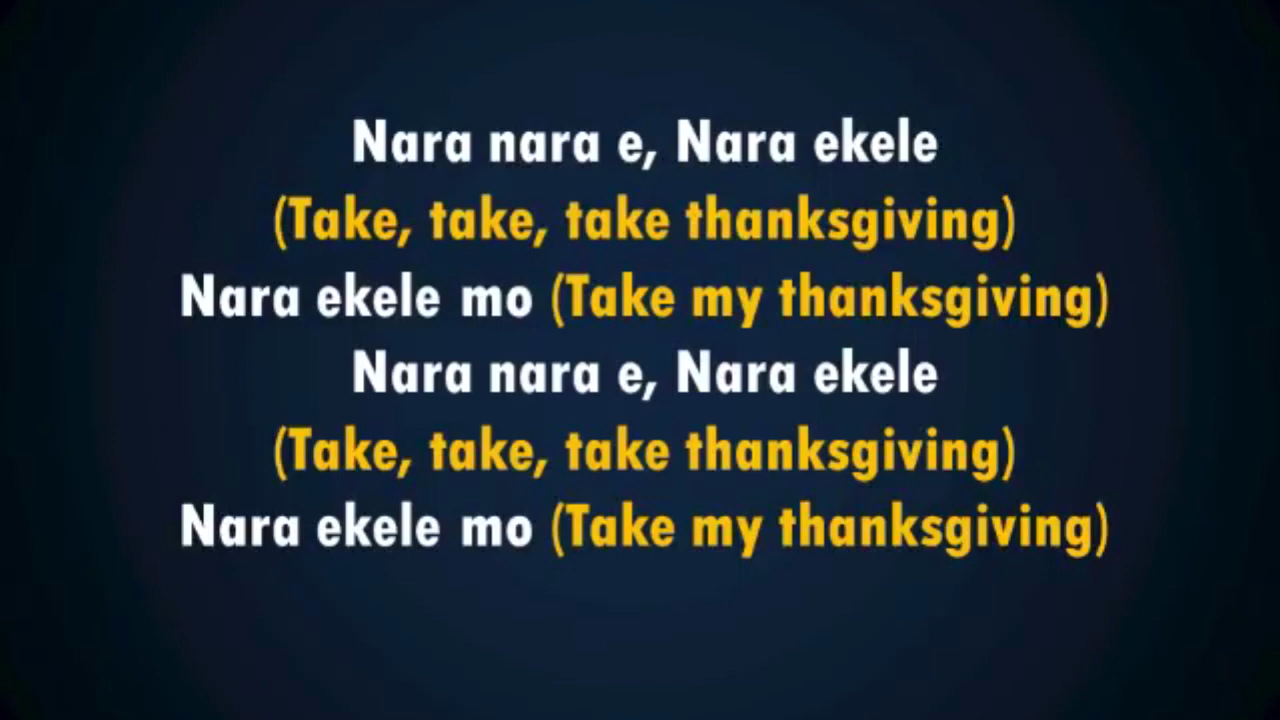 Nara nara e, Nara ekele
(Take, take, take thanksgiving)
Nara ekele mo (Take my thanksgiving)
Nara nara e, Nara ekele
(Take, take, take thanksgiving)
Nara ekele mo (Take my thanksgiving)